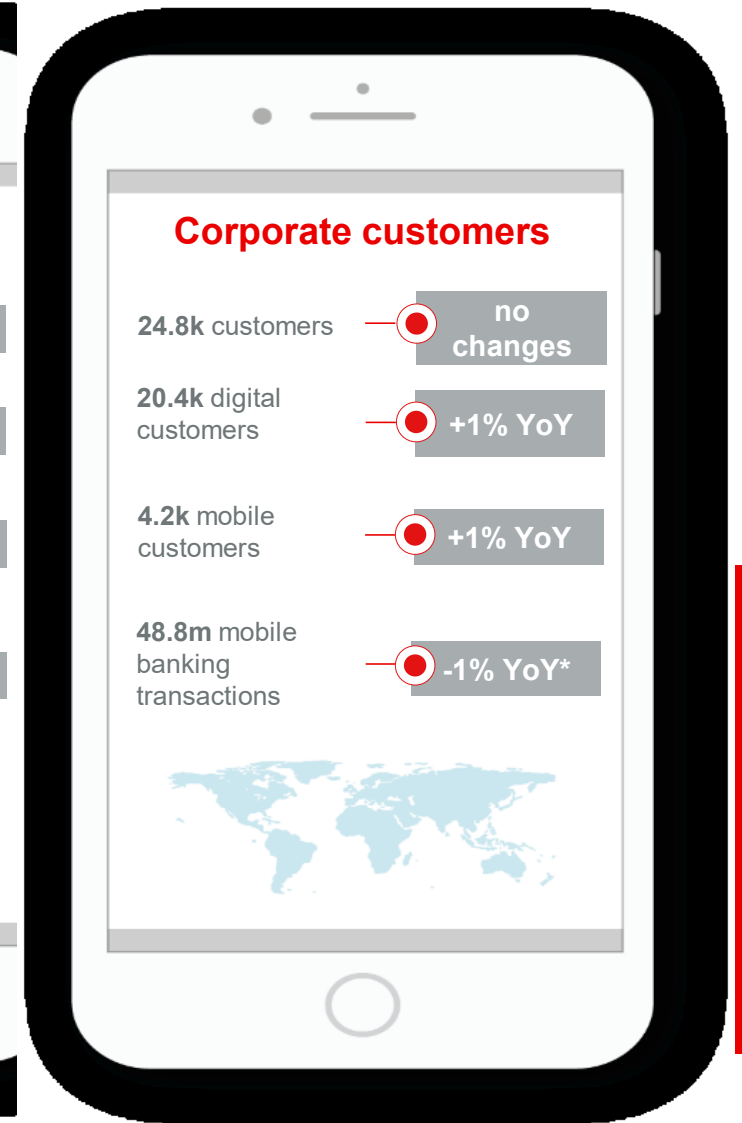 Corporate customers
24.8k customers
no
changes
20.4k digital
customers
+1% YoY
4.2k mobile
customers
+1% YoY
48.8m mobile
banking
transactions
-1% YoY*